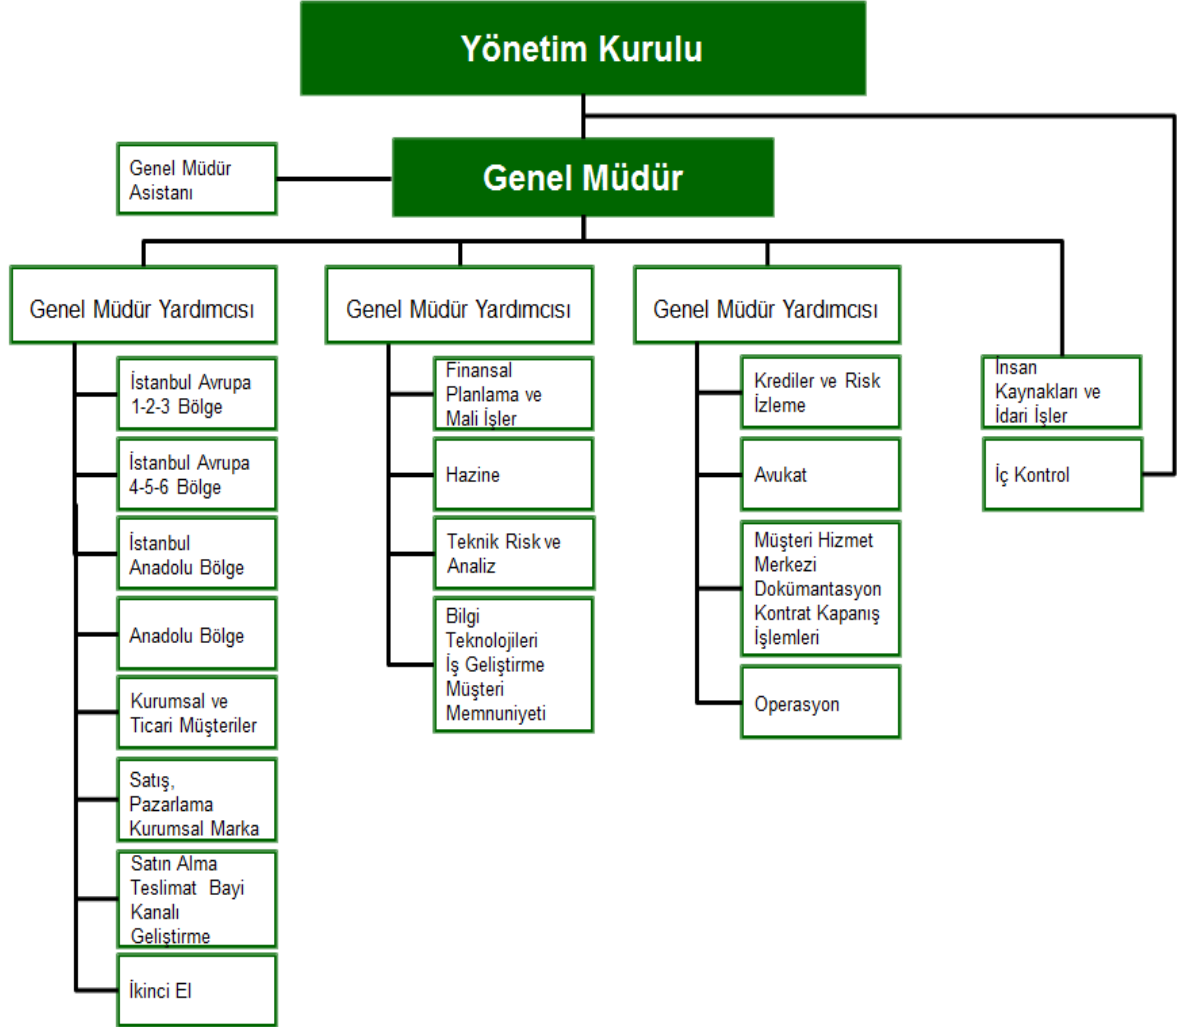 Yönetim Kurulu
Genel Müdür
Asistanı
Genel Müdür
Genel Müdür Yardımcısı
İstanbul Avrupa
1-2-3 Bölge
İstanbul Avrupa
4-5-6 Bölge
İstanbul
Anadolu Bölge
Anadolu Bölge
Kurumsal ve
Ticari Müşteriler
Satış,
Pazarlama
Kurumsal Marka
Satın Alma
Teslimat Bayi
Kanalı
Geliştirme
İkinci El
Genel Müdür Yardımcısı
Finansal
Planlama ve
Mali İşler
Hazine
Teknik Risk ve
Analiz
Bilgi
Teknolojileri
İş Geliştirme
Müşteri
Memnuniyeti
Genel Müdür Yardımcısı
Krediler ve Risk
İzleme
Avukat
Müşteri Hizmet
Merkezi
Dokümantasyon
Kontrat Kapanış
İşlemleri
Operasyon
İnsan
Kaynakları ve
İdari İşler
İç Kontrol